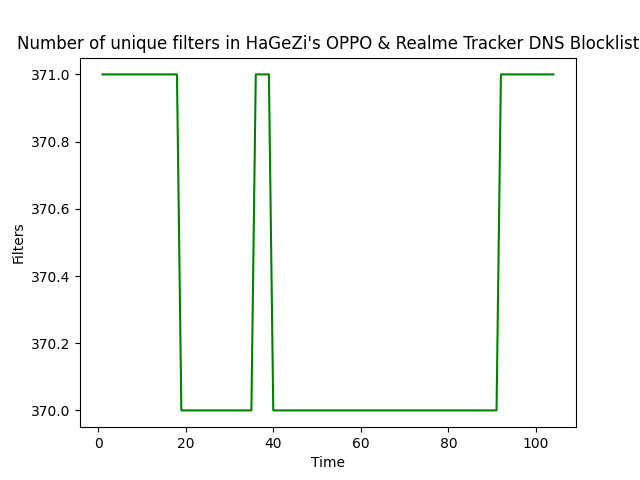 Number of unique filters in HaGeZi's OPPO & Realme Tracker DNS Blocklist
371.0
370.8
370.6
370.4
370.2
370.0
Filters
0 20 40 60 80 100
Time